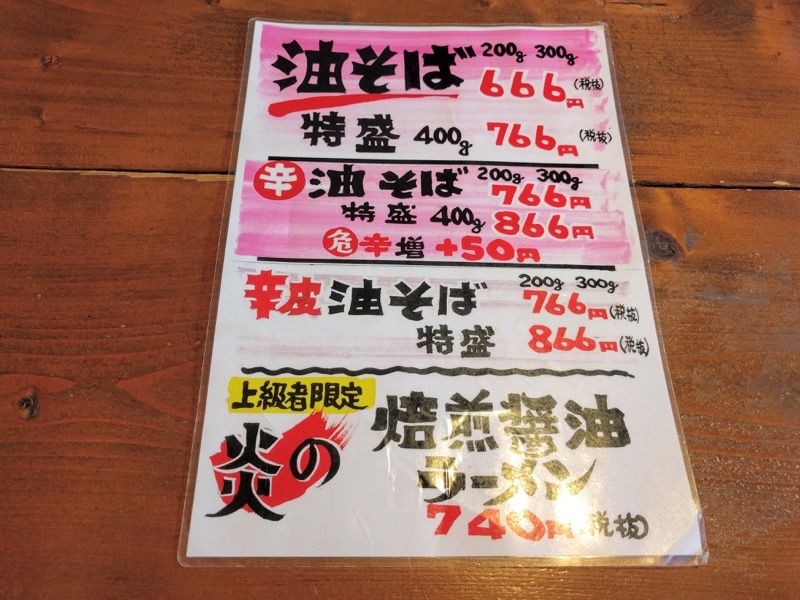 油そば 200g 300g 666円(税抜)
特盛 400g 766円(税抜)
辛 油そば 200g 300g 766円
特盛 400g 866円
危 辛増 +50円
辣皮油そば 200g 300g 766円(税抜)
特盛 866円(税抜)
上級者限定
炎の 焙煎醤油
ラーメン
740円(税抜)